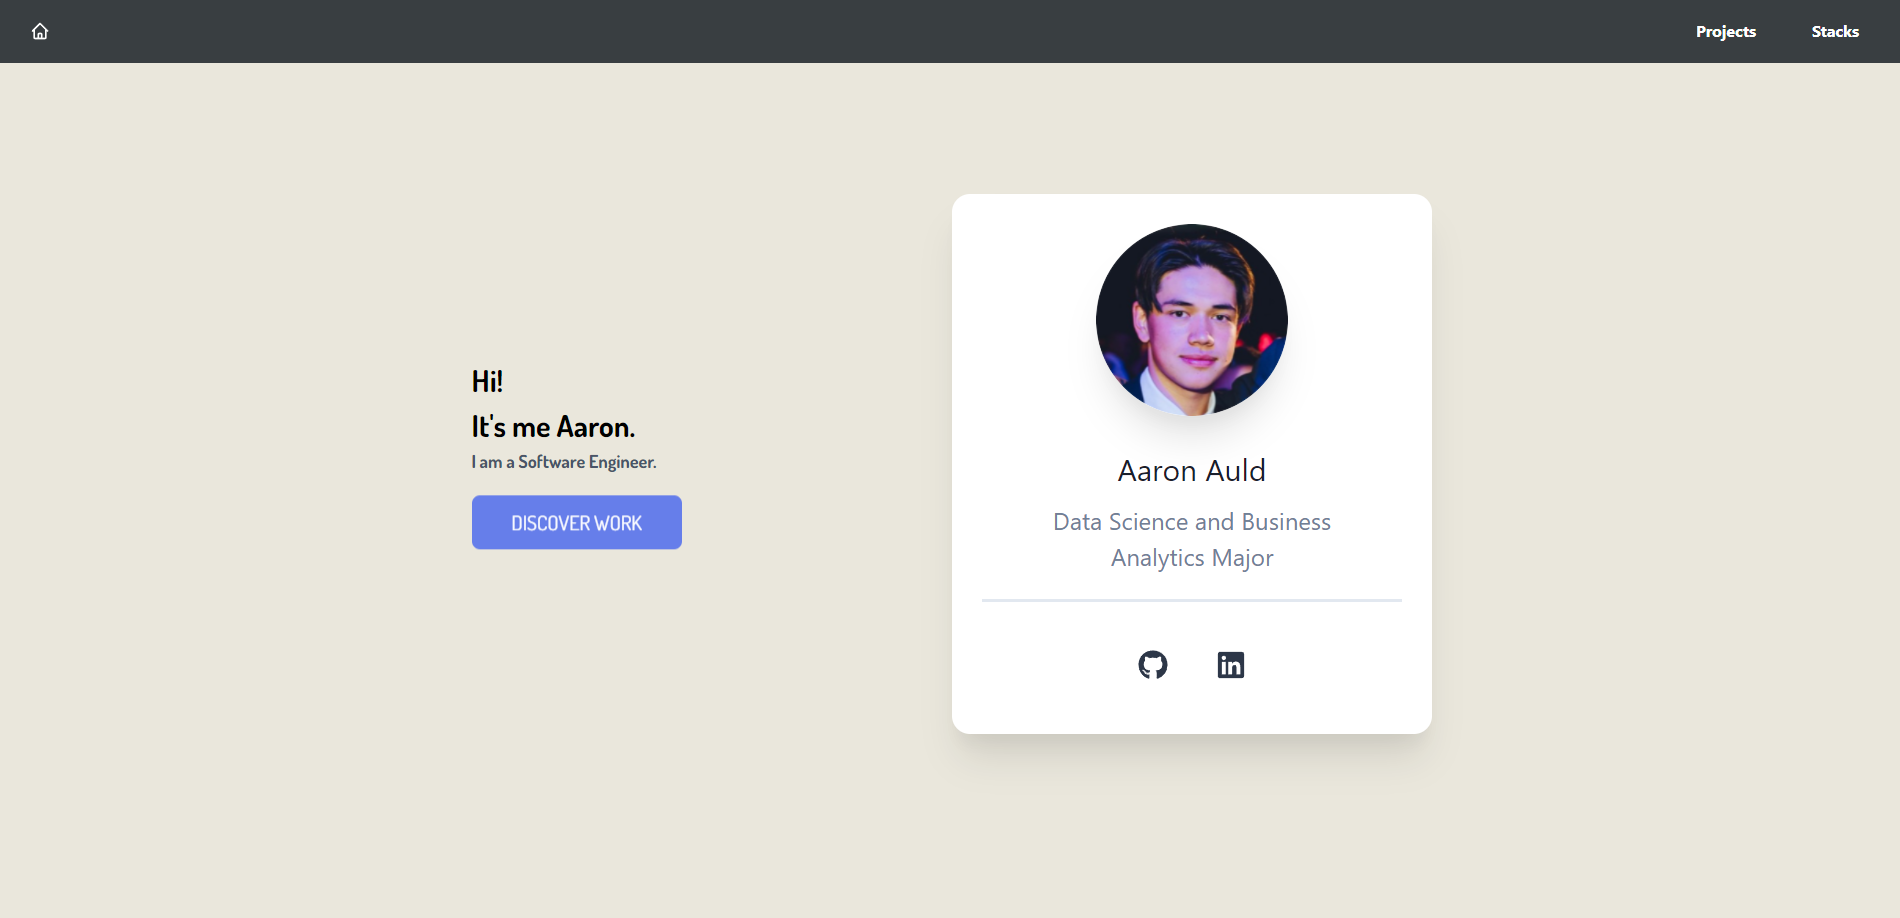 Projects
Stacks
Hi!
It's me Aaron.
I am a Software Engineer.
DISCOVER WORK
Aaron Auld
Data Science and Business
Analytics Major
in